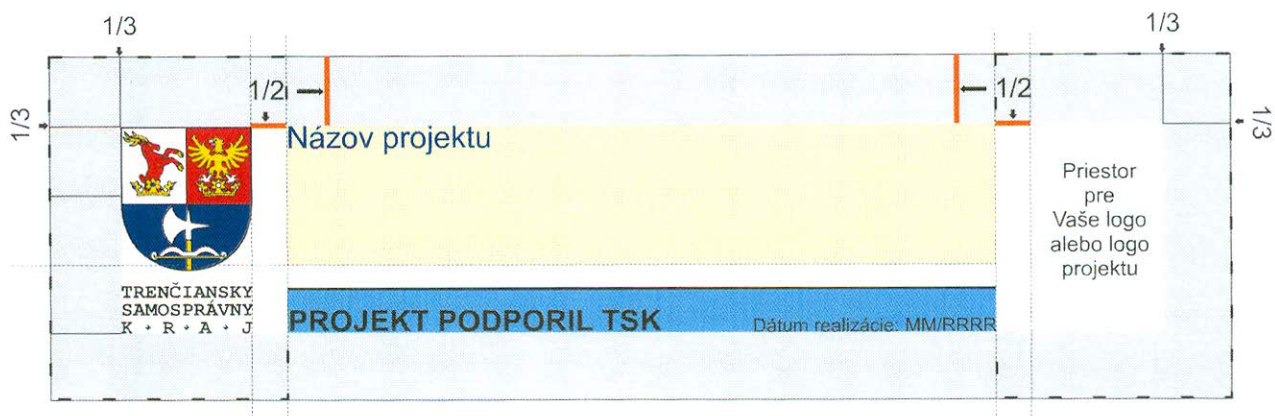 1/3
1/3
1/2
1/2
1/3
1/3
Názov projektu
Priestor
pre
Vaše logo
alebo logo
projektu
TRENČIANSKY
SAMOSPRÁVNY
K · R · A · J
PROJEKT PODPORIL TSK
Dátum realizácie: MM/RRRR